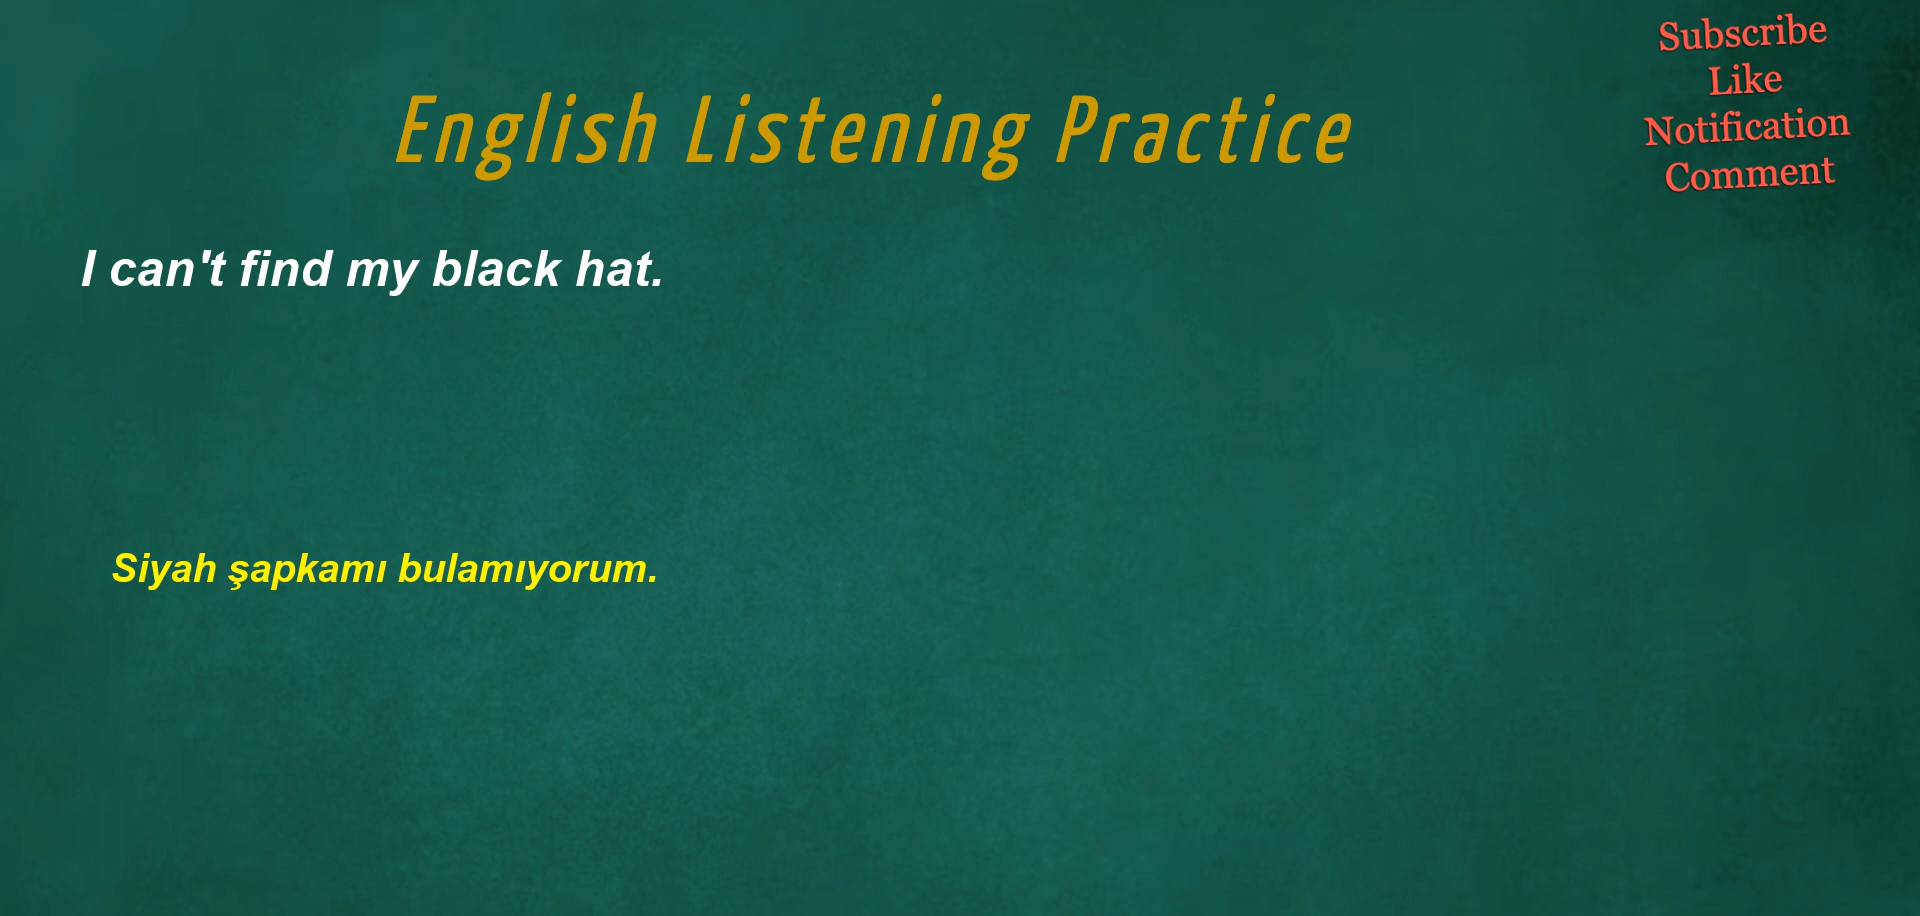 English Listening Practice
Subscribe
Like
Notification
Comment
I can't find my black hat.
Siyah şapkamı bulamıyorum.